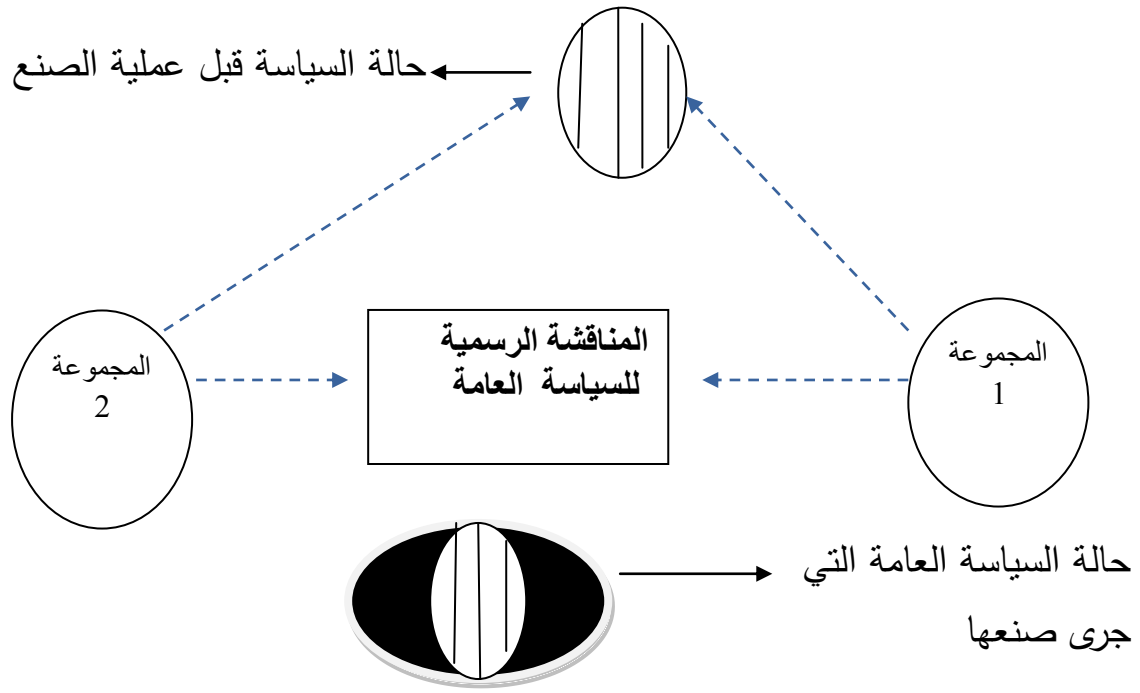 حالة السياسة قبل عملية الصنع
المجموعة
1
المناقشة الرسمية
للسياسة العامة
المجموعة
2
حالة السياسة العامة التي
جرى صنعها